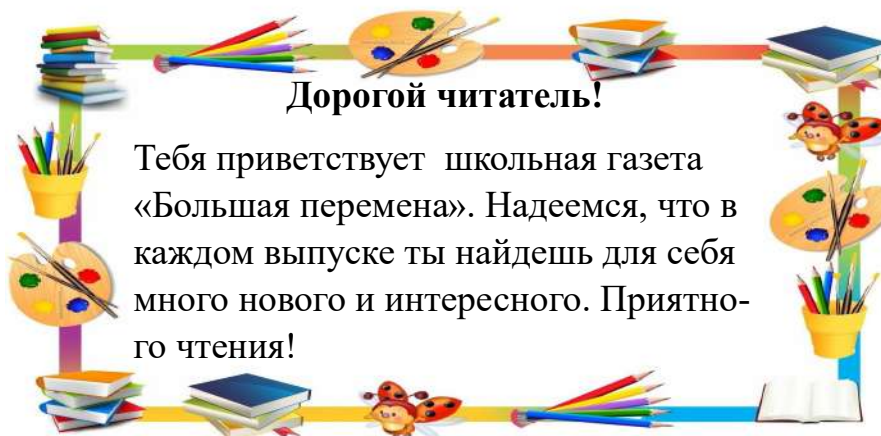 Дорогой читатель!
Тебя приветствует школьная газета
«Большая перемена». Надеемся, что в
каждом выпуске ты найдешь для себя
много нового и интересного. Приятно-
го чтения!